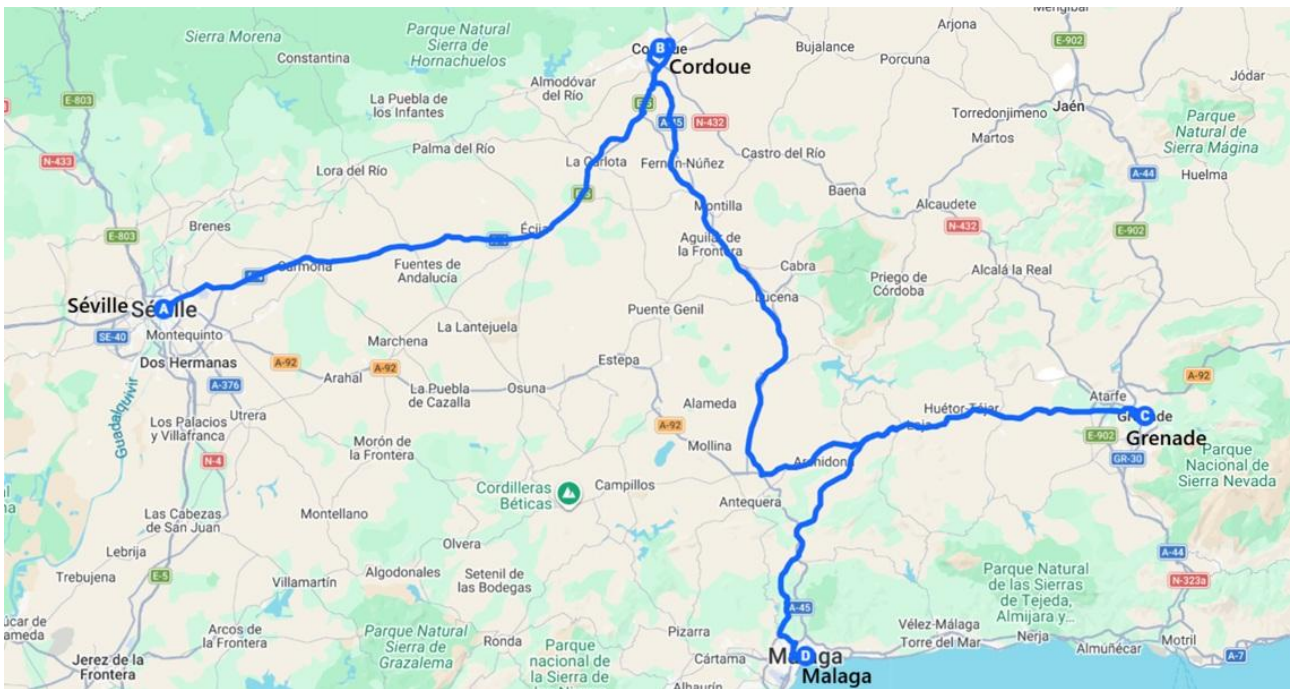 Sierra Morena
Constantina
Parque Natural
Sierra de
Hornachuelos
B
Cordoue
Bujalance
Arjona
Porcuna
E-902
Jódar
Almodóvar
del Río
La Puebla de
los Infantes
E-803
N-432
Torredonjimeno
Jaén
Martos
Parque
Natural de
Sierra Mágina
N-433
Palma del Río
Lora del Río
La Carlota
Fernán-Núñez
Castro del Río
A-44
Huelma
Baena
Alcaudete
E-803
Brenes
Écija
Montilla
Aguilar de
la Frontera
N-432
E-902
Carmona
Fuentes de
Andalucía
Cabra
Priego de
Córdoba
Alcalá la Real
Séville
Séville
A
Lucena
Puente Genil
SE-40
Montequinto
La Lantejuela
Marchena
Dos Hermanas
A-92
Arahal
A-92
Estepa
A-376
La Puebla
de Cazalla
Osuna
Guadalquivir
Utrera
Los Palacios
y Villafranca
Alameda
A-92
Mollina
Huétor-Tájar
Loja
Atarfe
A-92
C
Grenade
E-902
GR-30
Morón de
la Frontera
N-4
Archidona
Parque
Nacional de
Sierra Nevada
Cordilleras
Béticas
Campillos
Antequera
Las Cabezas
de San Juan
Montellano
Lebrija
Olvera
Trebujena
E-5
Villamartín
Algodonales
Setenil de
las Bodegas
A-44
N-323a
Parque Natural
de las Sierras
de Tejeda,
Almijara y...
A-45
Arcos de
la Frontera
Parque Natural
Sierra de
Grazalema
Ronda
Parque
nacional de
la Sierra de
Pizarra
Vélez-Málaga
Torre del Mar
Nerja
Almuñécar
Motril
A-7
Jerez de la
Frontera
Cártama
D
Malaga